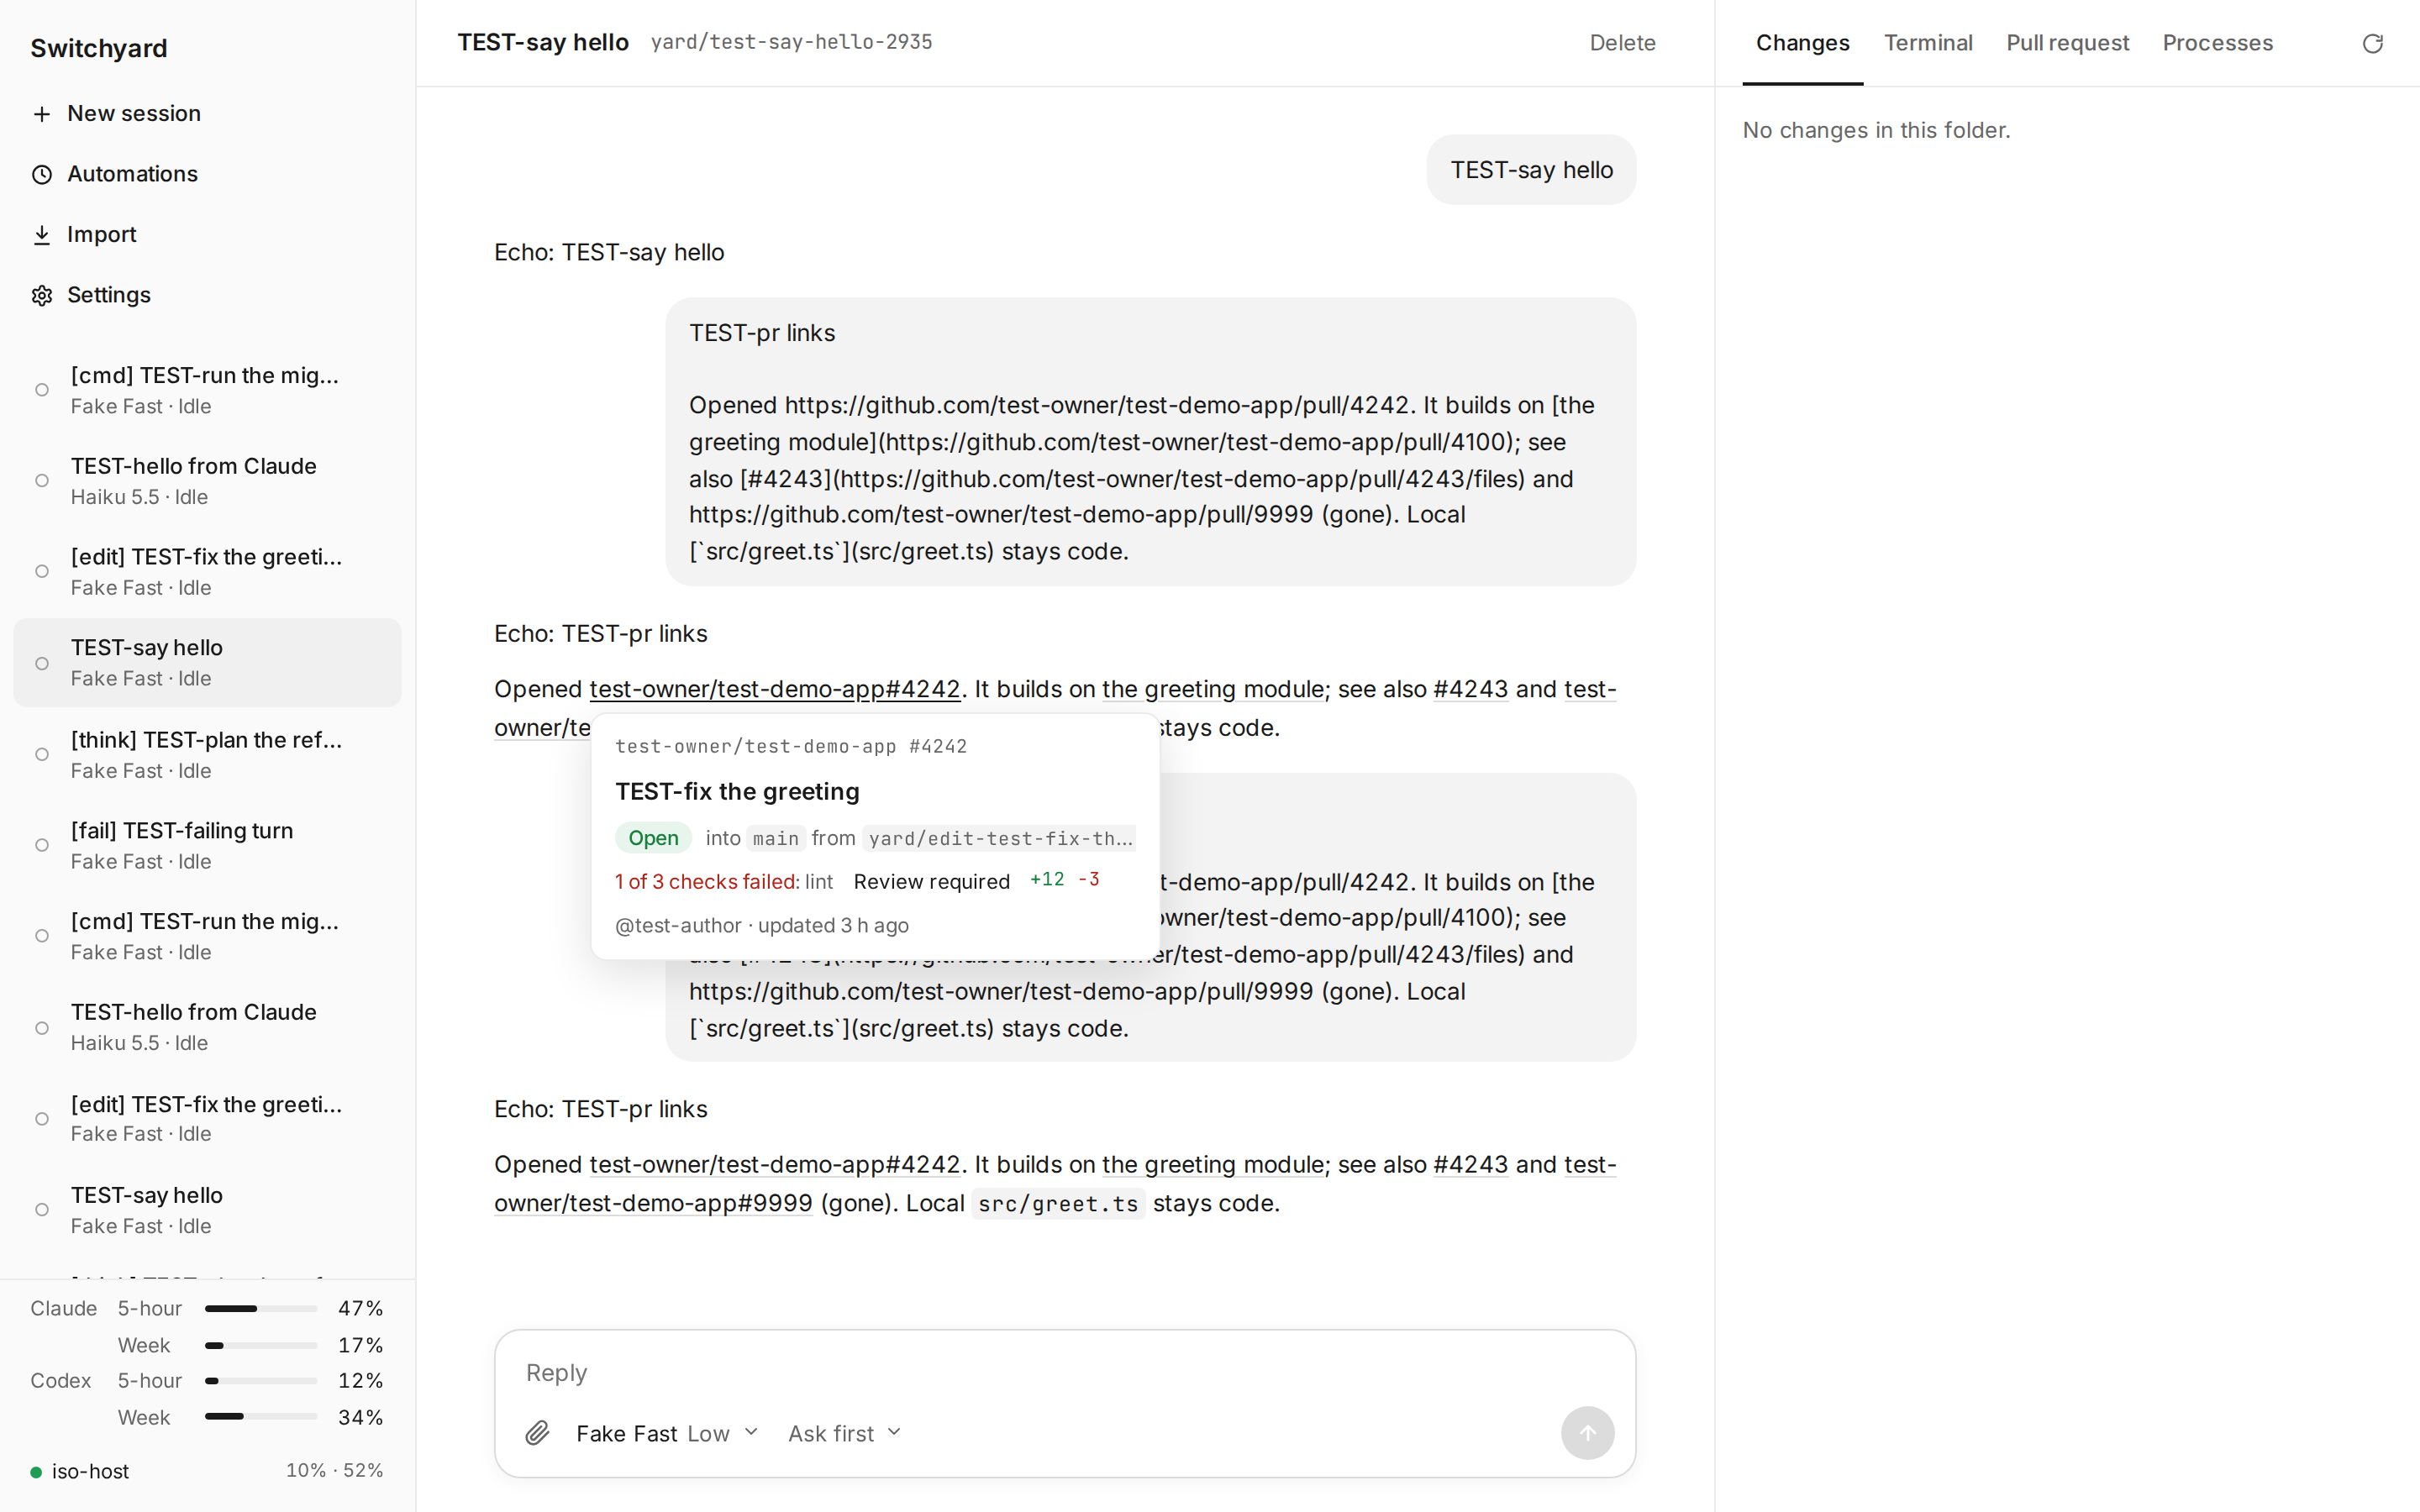 Switchyard
New session
Automations
Import
Settings
[cmd] TEST-run the mig...
Fake Fast · Idle
TEST-hello from Claude
Haiku 5.5 · Idle
[edit] TEST-fix the greeti...
Fake Fast · Idle
TEST-say hello
Fake Fast · Idle
[think] TEST-plan the ref...
Fake Fast · Idle
[fail] TEST-failing turn
Fake Fast · Idle
[cmd] TEST-run the mig...
Fake Fast · Idle
TEST-hello from Claude
Haiku 5.5 · Idle
[edit] TEST-fix the greeti...
Fake Fast · Idle
TEST-say hello
Fake Fast · Idle
Claude 5-hour 47%
Week 17%
Codex 5-hour 12%
Week 34%
iso-host 10% · 52%
TEST-say hello yard/test-say-hello-2935 Delete
TEST-say hello
Echo: TEST-say hello
TEST-pr links
Opened https://github.com/test-owner/test-demo-app/pull/4242. It builds on [the
greeting module](https://github.com/test-owner/test-demo-app/pull/4100); see
also [#4243](https://github.com/test-owner/test-demo-app/pull/4243/files) and
https://github.com/test-owner/test-demo-app/pull/9999 (gone). Local
[`src/greet.ts`](src/greet.ts) stays code.
Echo: TEST-pr links
Opened test-owner/test-demo-app#4242. It builds on the greeting module; see also #4243 and test-
owner/te stays code.
test-owner/test-demo-app #4242
TEST-fix the greeting
Open into main from yard/edit-test-fix-th...
1 of 3 checks failed: lint Review required +12 -3
@test-author · updated 3 h ago
t-demo-app/pull/4242. It builds on [the
owner/test-demo-app/pull/4100); see
er/test-demo-app/pull/4243/files) and
https://github.com/test-owner/test-demo-app/pull/9999 (gone). Local
[`src/greet.ts`](src/greet.ts) stays code.
Echo: TEST-pr links
Opened test-owner/test-demo-app#4242. It builds on the greeting module; see also #4243 and test-
owner/test-demo-app#9999 (gone). Local src/greet.ts stays code.
Reply
Fake Fast Low Ask first
Changes Terminal Pull request Processes
No changes in this folder.